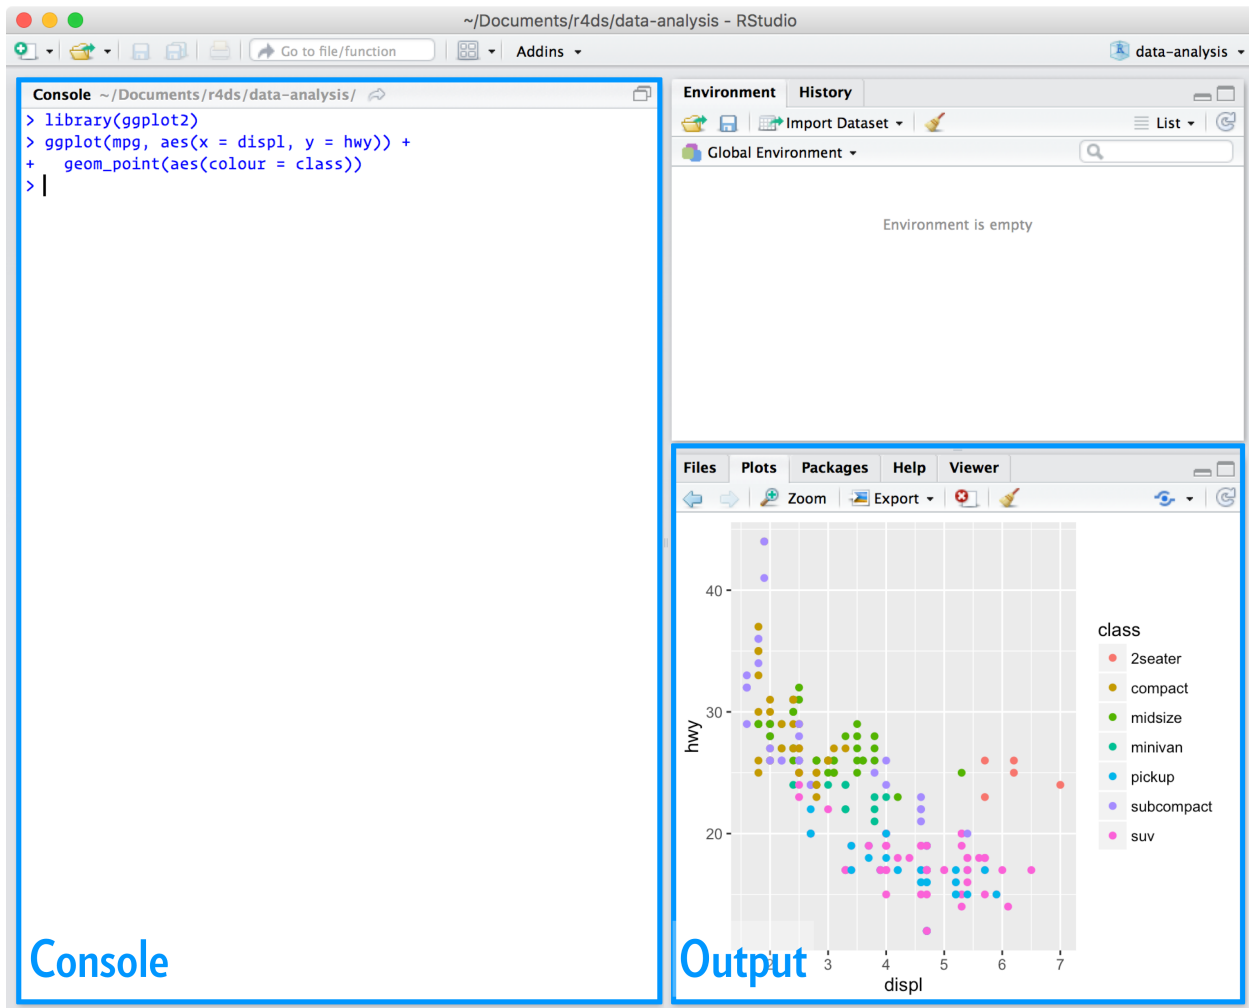 ~/Documents/r4ds/data-analysis - RStudio
Go to file/function
Addins
data-analysis
Console ~/Documents/r4ds/data-analysis/
> library(ggplot2)
> ggplot(mpg, aes(x = displ, y = hwy)) +
+   geom_point(aes(colour = class))
>
Console
Environment History
Import Dataset
List
Global Environment
Environment is empty
Files Plots Packages Help Viewer
Zoom Export
40
30
20
hwy
2 3 4 5 6 7
displ
class
2seater
compact
midsize
minivan
pickup
subcompact
suv
Output